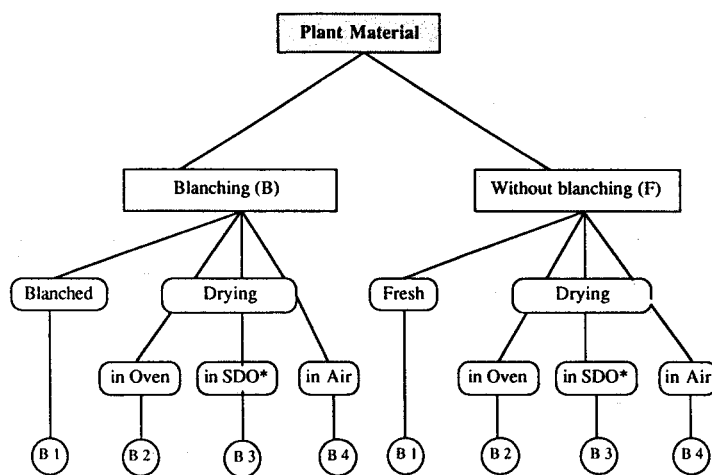 Plant Material
Blanching (B)
Without blanching (F)
Blanched
Drying
Fresh
Drying
in Oven
in SDO*
in Air
in Oven
in SDO*
in Air
B 1
B 2
B 3
B 4
B 1
B 2
B 3
B 4